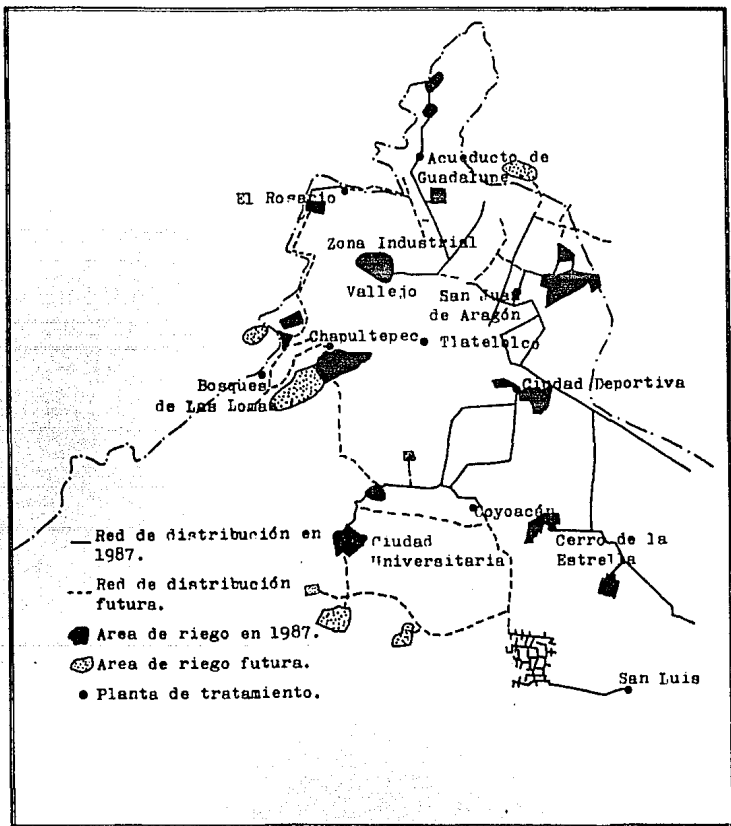 Acueducto de
Guadalupe
El Rosario
Zona Industrial
Vallejo
San Juan
de Aragón
Chapultepec
Tlatelolco
Bosques
de Las Lomas
Ciudad Deportiva
Coyoacán
Ciudad
Universitaria
Cerro de la
Estrella
San Luis
Red de distribución en
1987.
Red de distribución
futura.
Area de riego en 1987.
Area de riego futura.
Planta de tratamiento.